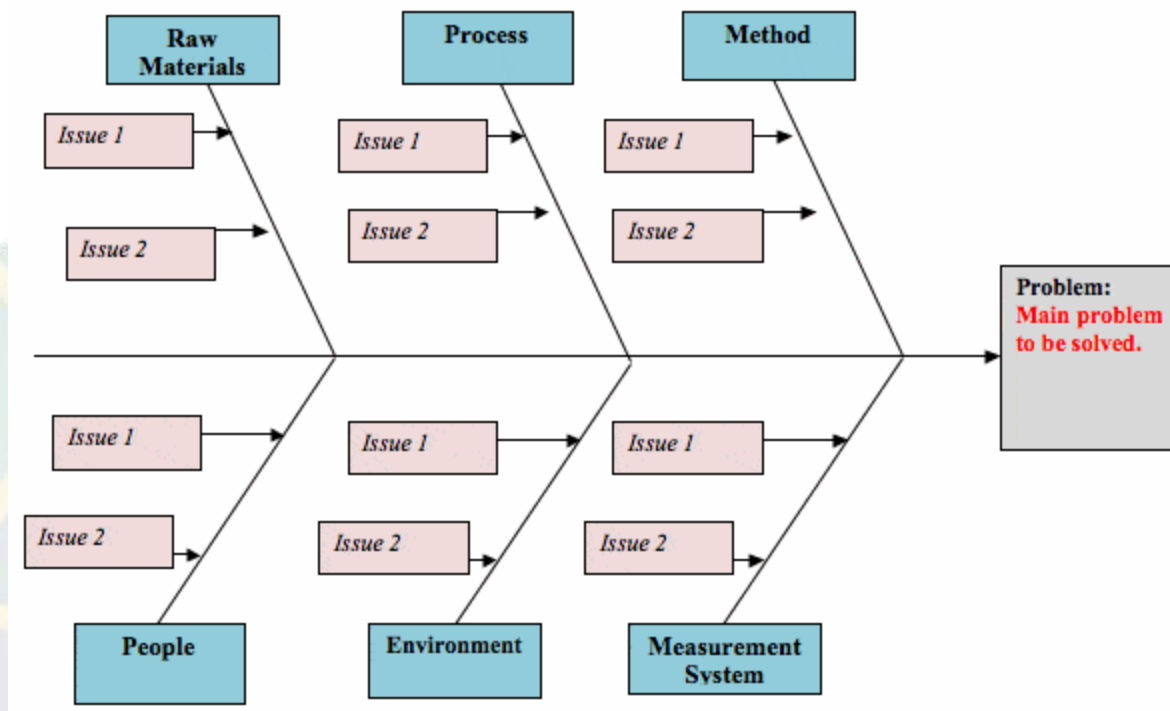 Raw
Materials
Process
Method
Issue 1
Issue 1
Issue 1
Issue 2
Issue 2
Issue 2
Problem:
Main problem
to be solved.
Issue 1
Issue 1
Issue 1
Issue 2
Issue 2
Issue 2
People
Environment
Measurement
System